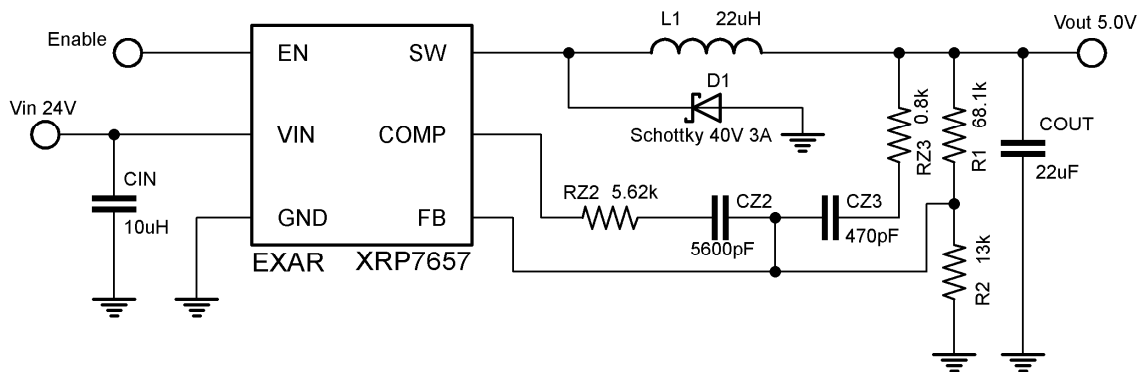 L1 22uH
Vout 5.0V
Enable
EN SW
D1
Vin 24V
0.8k
68.1k
VIN COMP
Schottky 40V 3A
RZ3
R1
COUT
22uF
CIN
10uH
RZ2 5.62k
CZ2
CZ3
GND FB
5600pF
470pF
EXAR XRP7657
13k
R2